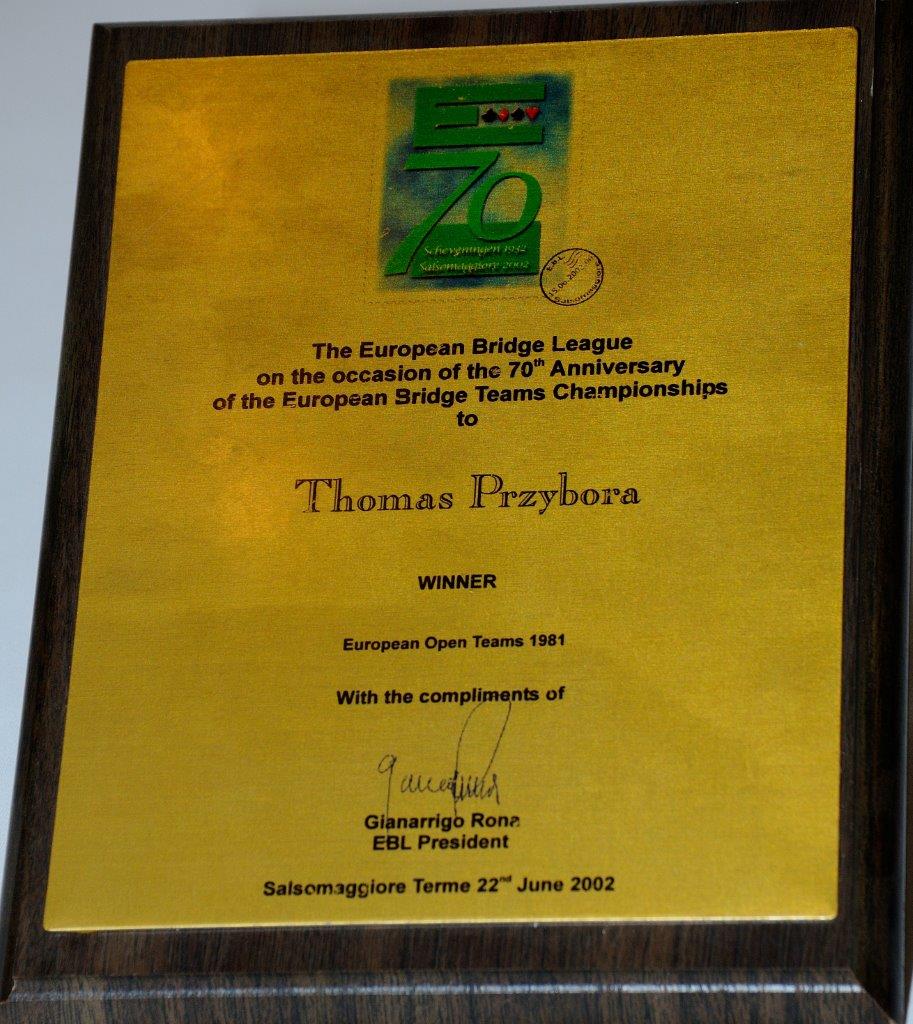 E
70
Scheveningen 1932
Salsomaggiore 2002
E.B.L.
The European Bridge League
on the occasion of the 70th Anniversary
of the European Bridge Teams Championships
to
Thomas Przybora
WINNER
European Open Teams 1981
With the compliments of
Gianarrigo Rona
EBL President
Salsomaggiore Terme 22nd June 2002